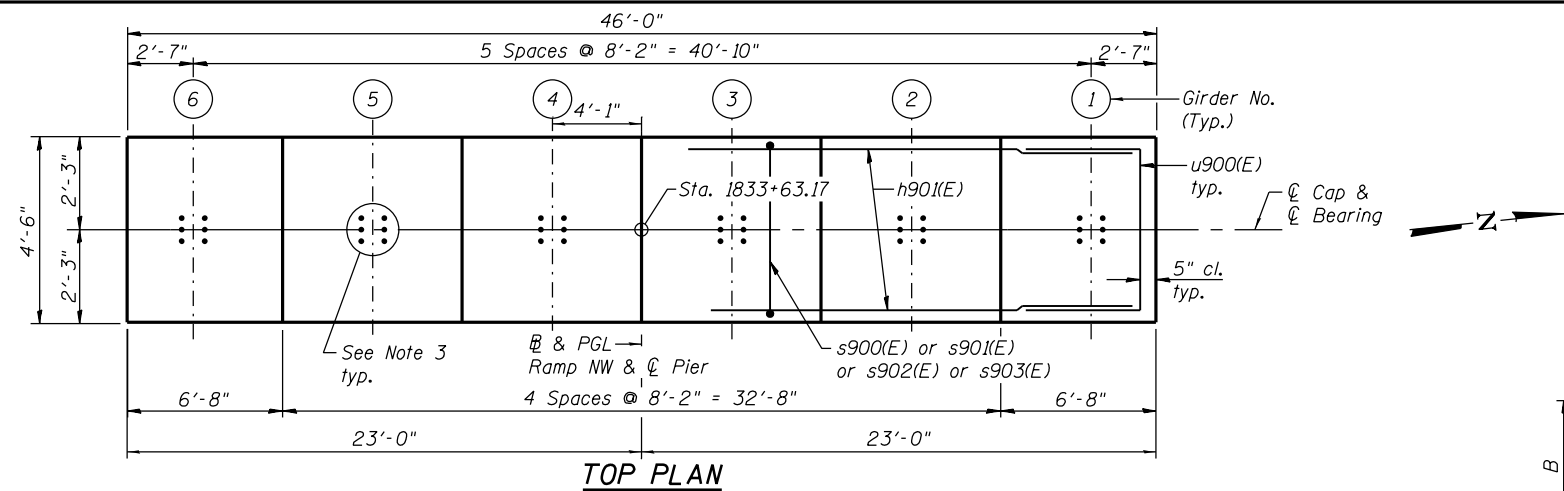 46'-0"
2'-7"
5 Spaces @ 8'-2" = 40'-10"
2'-7"
6
5
4
3
2
1
Girder No.
(Typ.)
4'-1"
4'-6"
2'-3"
2'-3"
Sta. 1833+63.17
h901(E)
u900(E)
typ.
℄ Cap &
℄ Bearing
N
5" cl.
typ.
See Note 3
typ.
& PGL
Ramp NW & ℄ Pier
s900(E) or s901(E)
or s902(E) or s903(E)
6'-8"
4 Spaces @ 8'-2" = 32'-8"
6'-8"
23'-0"
23'-0"
TOP PLAN
B